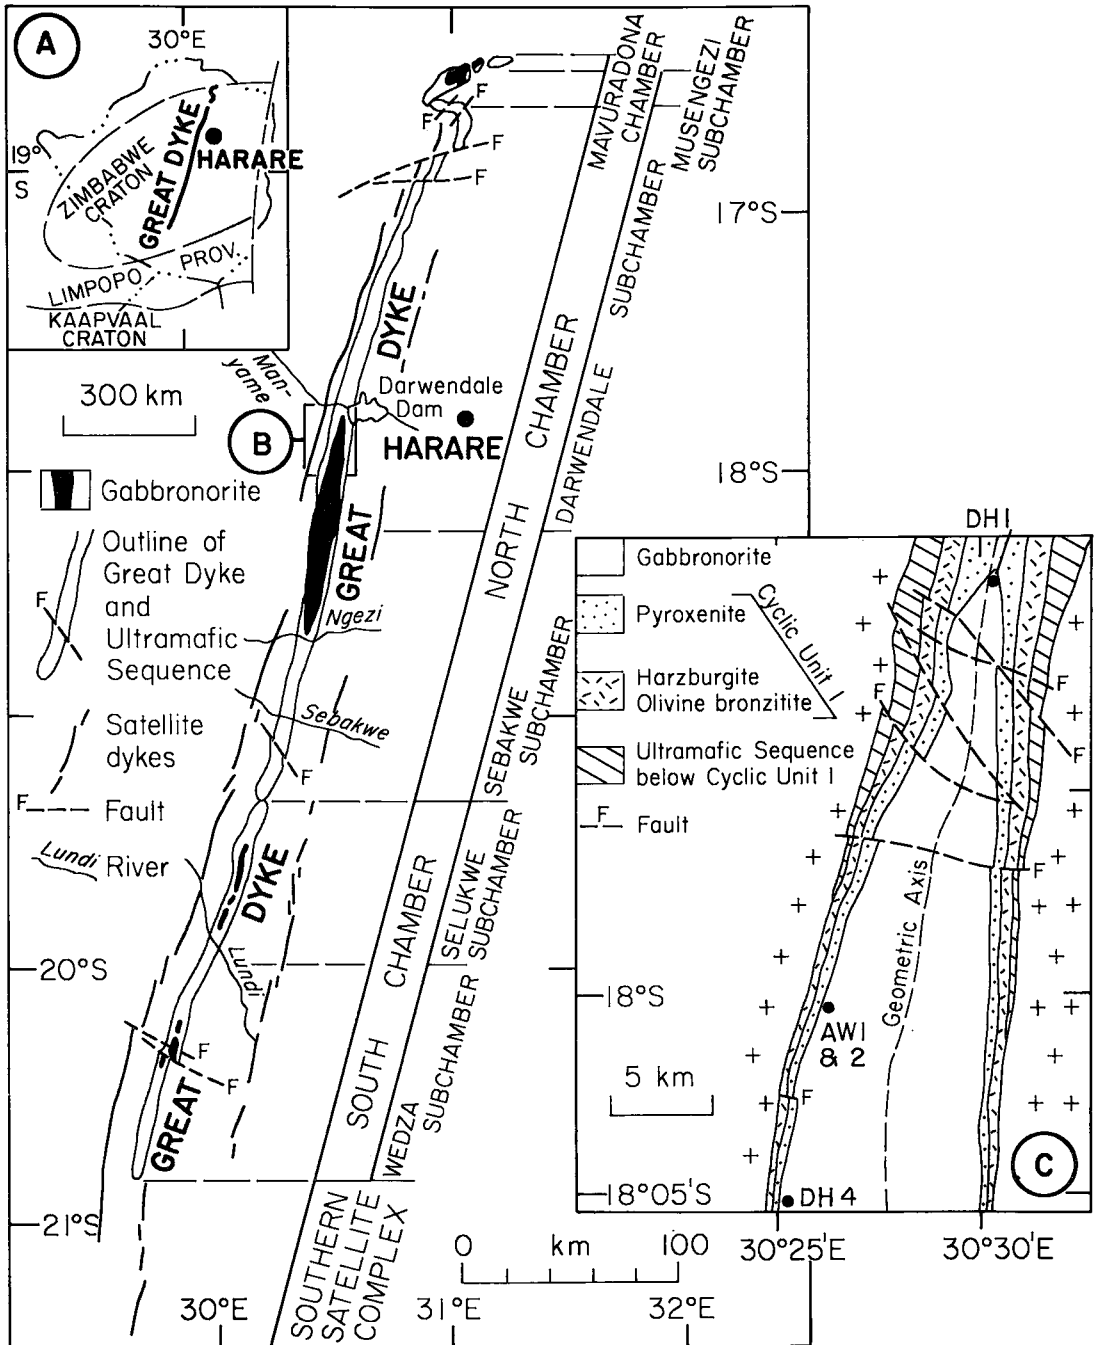 A
30°E
19°
S
ZIMBABWE
CRATON
GREAT DYKE
HARARE
LIMPOPO
PROV.
KAAPVAAL
CRATON
300 km
Gabbronorite
Outline of
Great Dyke
and
Ultramafic
Sequence
F
Satellite
dykes
F
Fault
Lundi
River
Man-
yame
Darwendale
Dam
HARARE
B
GREAT
DYKE
Ngezi
Sebakwe
F
F
F
F
F
DYKE
Lundi
F
F
GREAT
MAVURADONA
CHAMBER
MUSENGEZI
SUBCHAMBER
NORTH
CHAMBER
DARWENDALE
SUBCHAMBER
SEBAKWE
SUBCHAMBER
SOUTH
CHAMBER
SELUKWE
SUBCHAMBER
WEDZA
SUBCHAMBER
SOUTHERN
SATELLITE
COMPLEX
17°S
18°S
20°S
21°S
0
km
100
30°E
31°E
32°E
Gabbronorite
Pyroxenite
Harzburgite
Olivine bronzitite
Cyclic Unit 1
Ultramafic Sequence
below Cyclic Unit 1
F
Fault
DH1
F
F
F
F
F
Geometric Axis
18°S
AW1
& 2
5 km
C
18°05'S
DH4
30°25'E
30°30'E